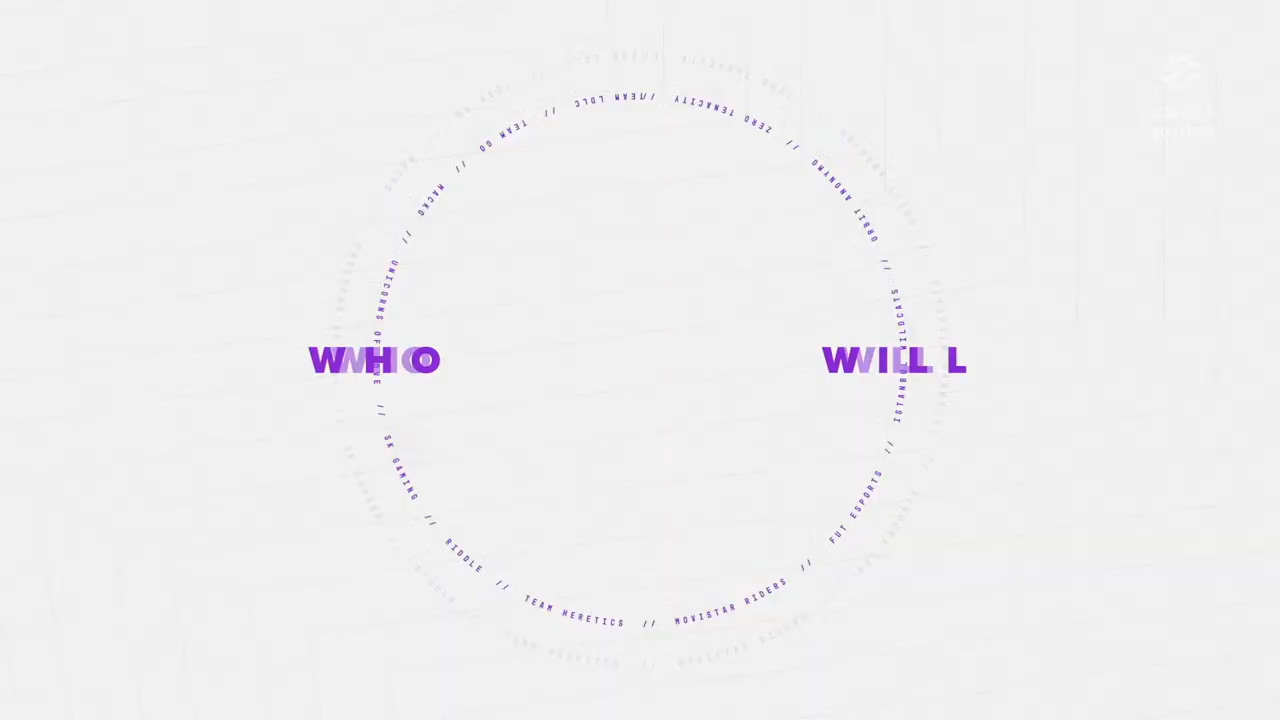 WHO WILL
TEAM LDLC // ZERO TENACITY // ORBIT ANONYMO // ISTANBUL WILDCATS // FUT ESPORTS // MOVISTAR RIDERS // TEAM HERETICS // RIDDLE // SK GAMING // UNICORNS OF LOVE // MACKO // TEAM GO //